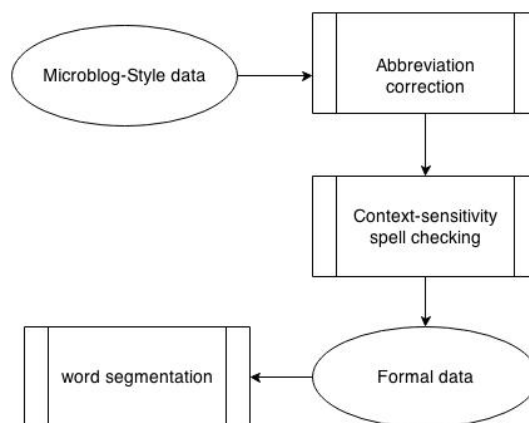 Microblog-Style data
Abbreviation
correction
Context-sensitivity
spell checking
word segmentation
Formal data